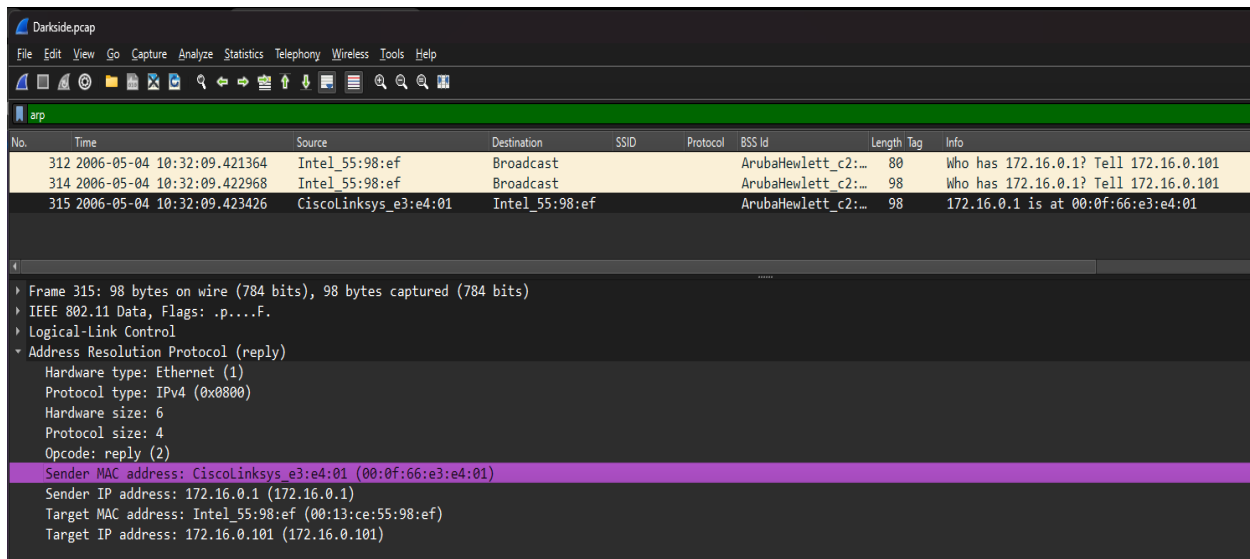 Darkside.pcap
File Edit View Go Capture Analyze Statistics Telephony Wireless Tools Help
arp
No. Time Source Destination SSID Protocol BSS Id Length Tag Info
312 2006-05-04 10:32:09.421364 Intel_55:98:ef Broadcast ArubaHewlett_c2:… 80 Who has 172.16.0.1? Tell 172.16.0.101
314 2006-05-04 10:32:09.422968 Intel_55:98:ef Broadcast ArubaHewlett_c2:… 98 Who has 172.16.0.1? Tell 172.16.0.101
315 2006-05-04 10:32:09.423426 CiscoLinksys_e3:e4:01 Intel_55:98:ef ArubaHewlett_c2:… 98 172.16.0.1 is at 00:0f:66:e3:e4:01
Frame 315: 98 bytes on wire (784 bits), 98 bytes captured (784 bits)
IEEE 802.11 Data, Flags: .p....F.
Logical-Link Control
Address Resolution Protocol (reply)
Hardware type: Ethernet (1)
Protocol type: IPv4 (0x0800)
Hardware size: 6
Protocol size: 4
Opcode: reply (2)
Sender MAC address: CiscoLinksys_e3:e4:01 (00:0f:66:e3:e4:01)
Sender IP address: 172.16.0.1 (172.16.0.1)
Target MAC address: Intel_55:98:ef (00:13:ce:55:98:ef)
Target IP address: 172.16.0.101 (172.16.0.101)